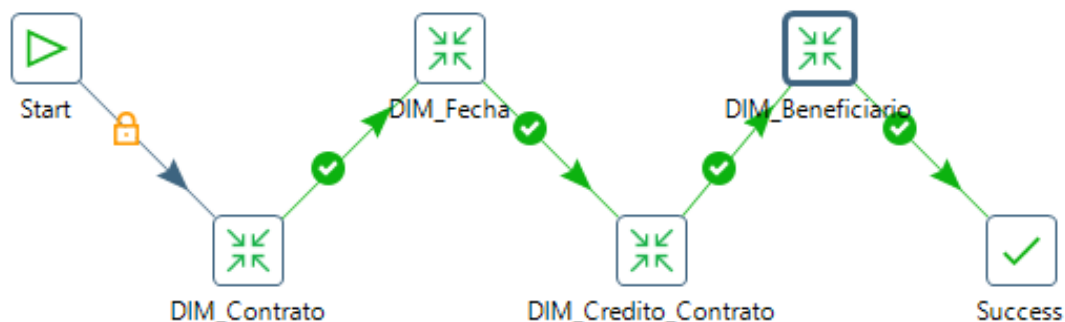 Start
DIM_Contrato
DIM_Fecha
DIM_Credito_Contrato
DIM_Beneficiario
Success